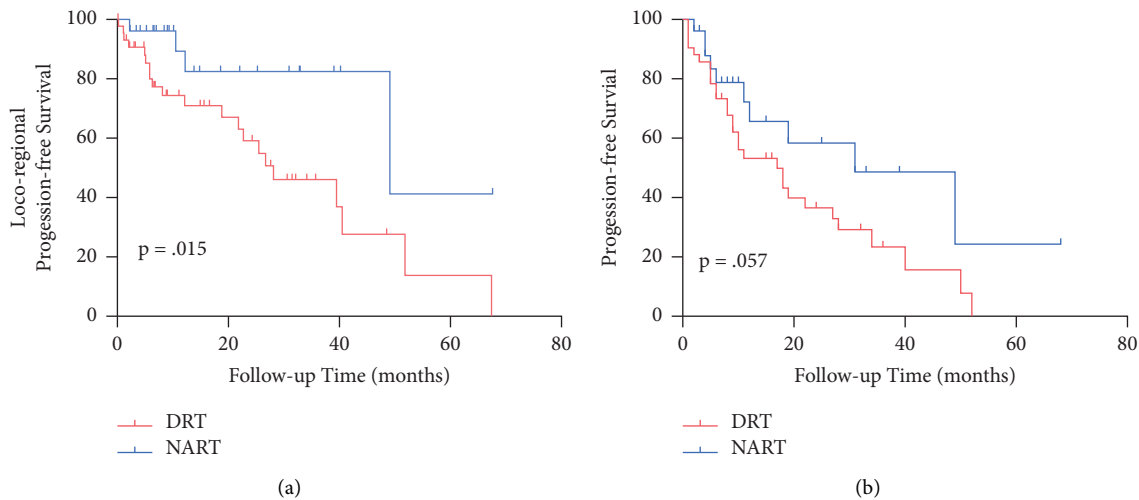 Loco-regional
Progession-free Survival
100
80
60
40
20
0
p = .015
0
20
40
60
80
Follow-up Time (months)
DRT
NART
(a)
Progession-free Survial
100
80
60
40
20
0
p = .057
0
20
40
60
80
Follow-up Time (months)
DRT
NART
(b)